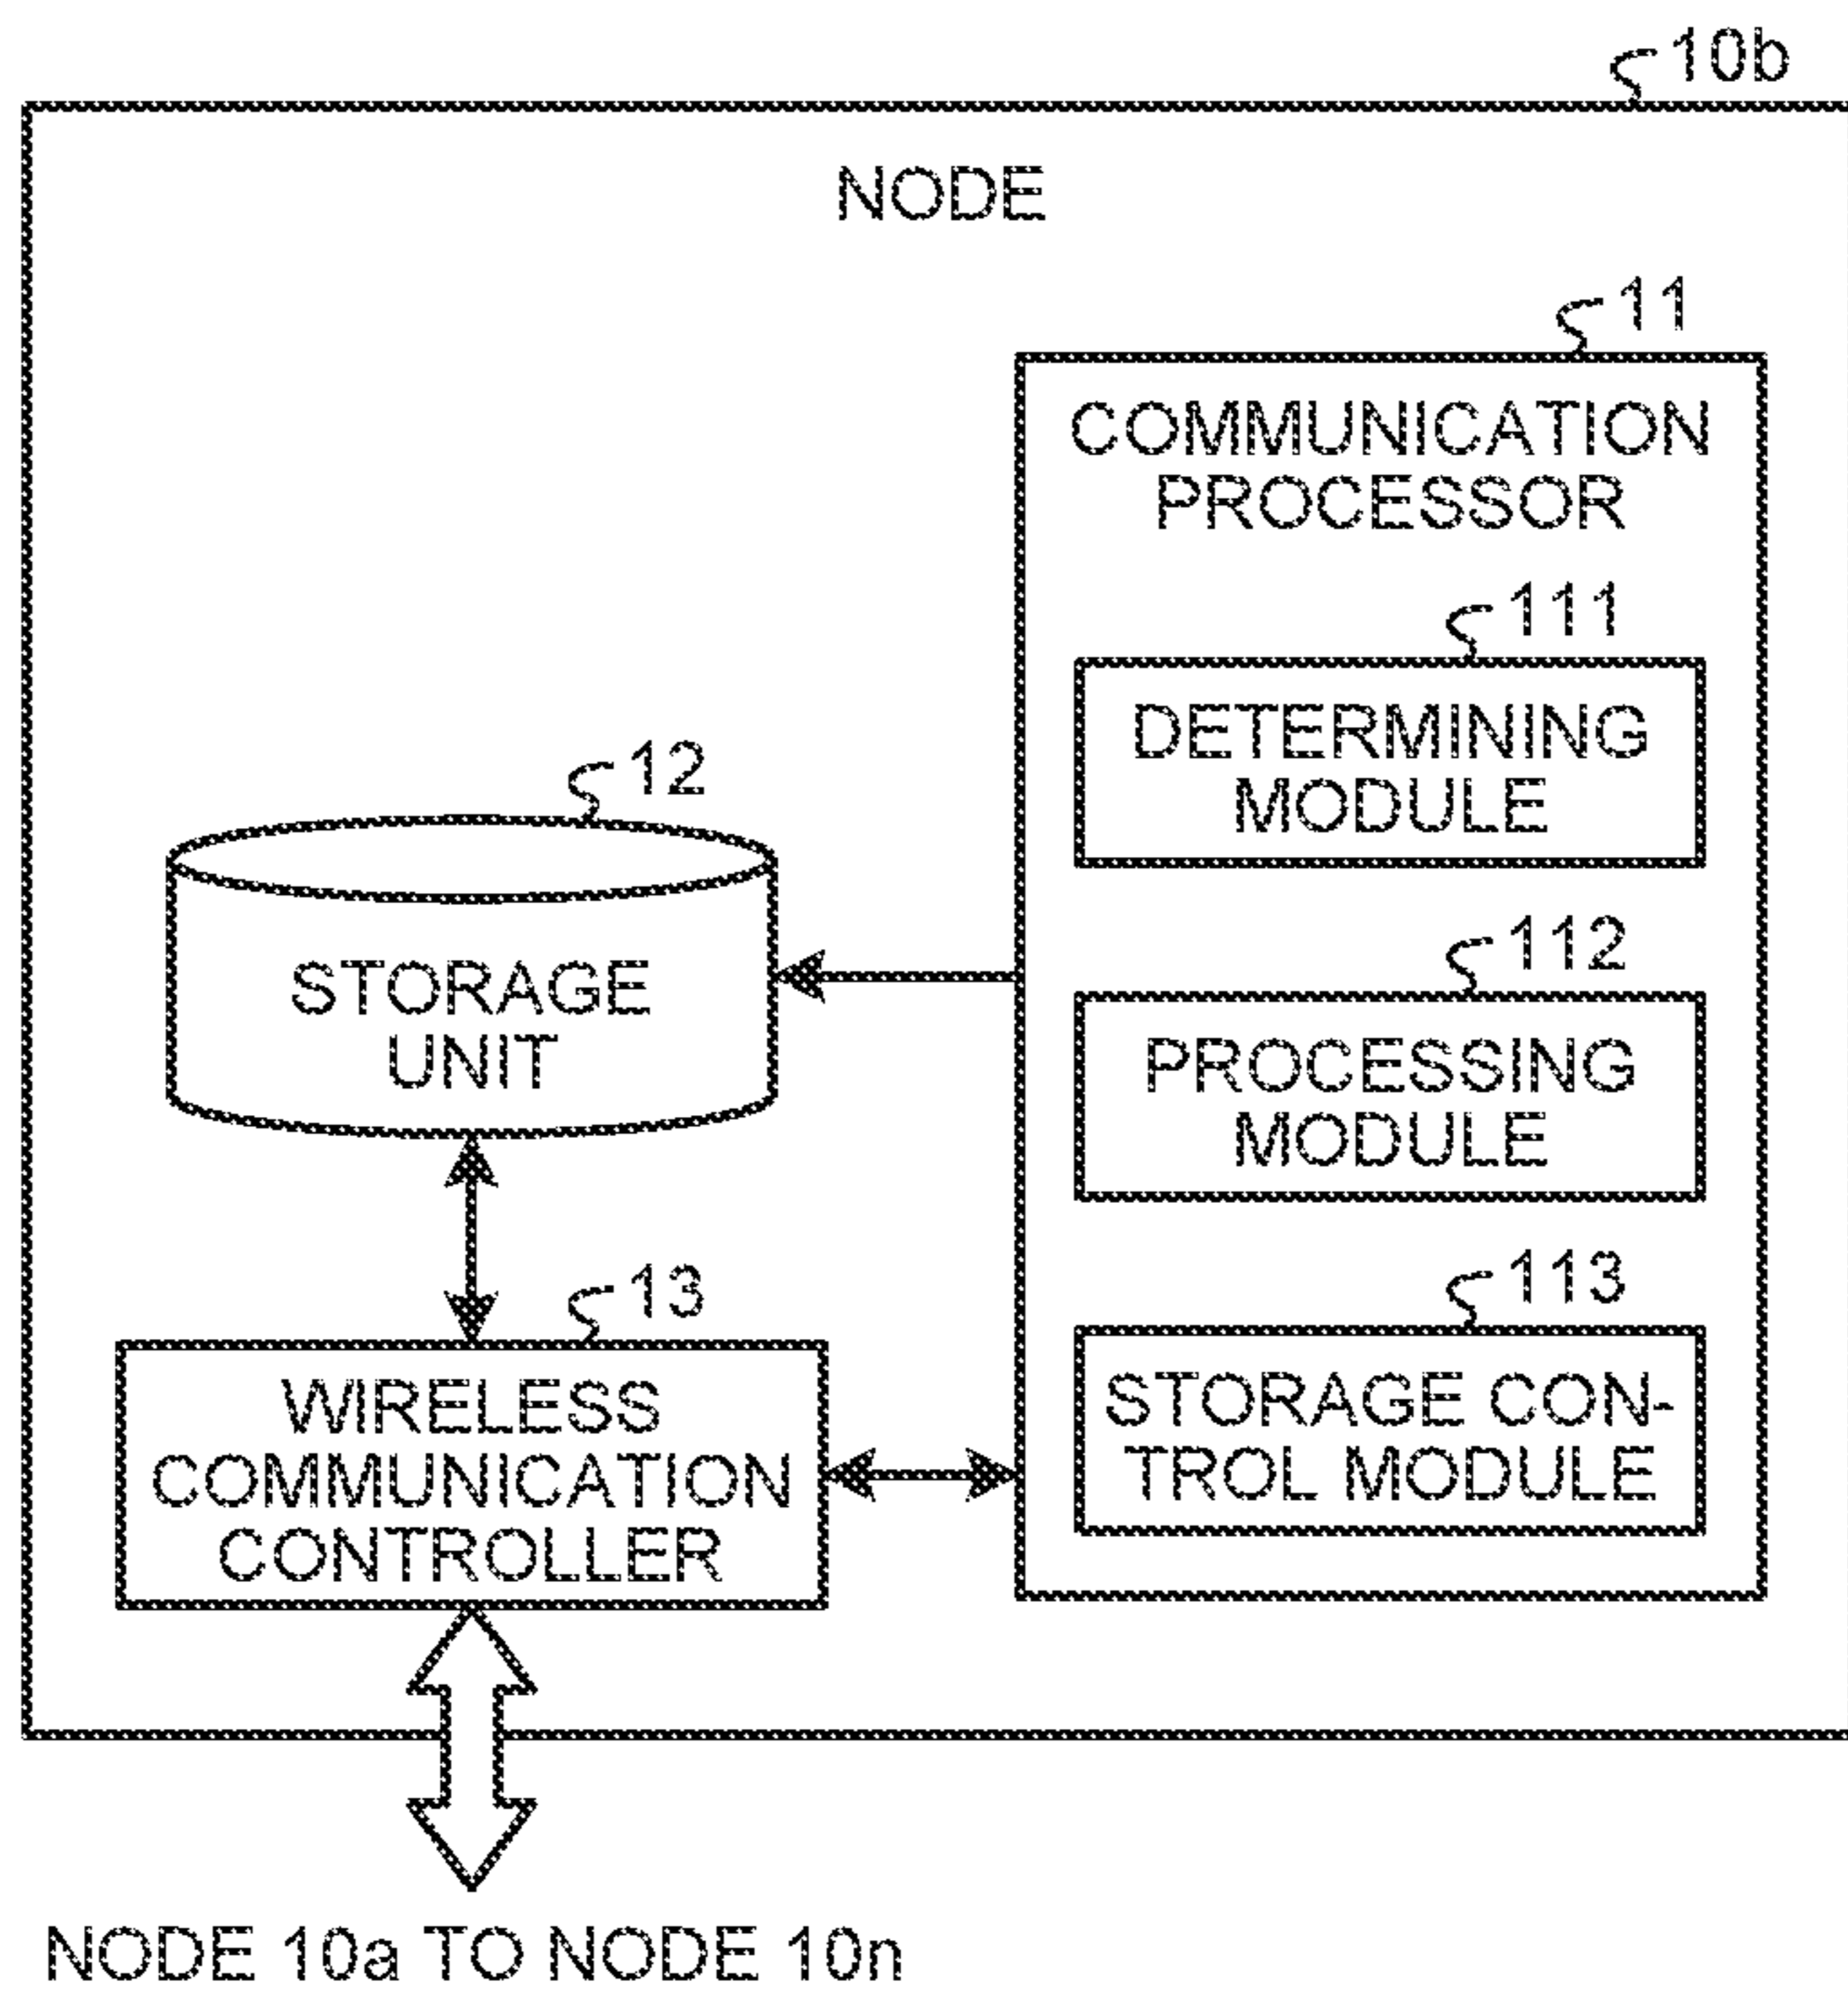 10b
NODE
11
COMMUNICATION
PROCESSOR
111
DETERMINING
MODULE
12
STORAGE
UNIT
112
PROCESSING
MODULE
13
WIRELESS
COMMUNICATION
CONTROLLER
113
STORAGE CON-
TROL MODULE
NODE 10a TO NODE 10n